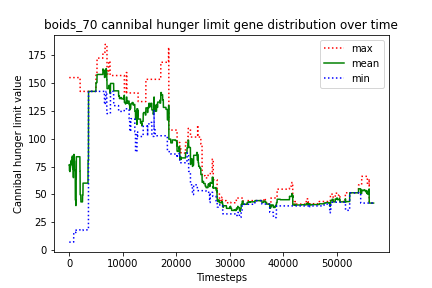 boids_70 cannibal hunger limit gene distribution over time
max
mean
min
Cannibal hunger limit value
175
150
125
100
75
50
25
0
0 10000 20000 30000 40000 50000
Timesteps